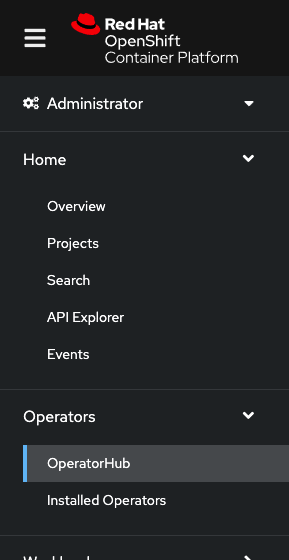 Red Hat
OpenShift
Container Platform
Administrator
Home
Overview
Projects
Search
API Explorer
Events
Operators
OperatorHub
Installed Operators